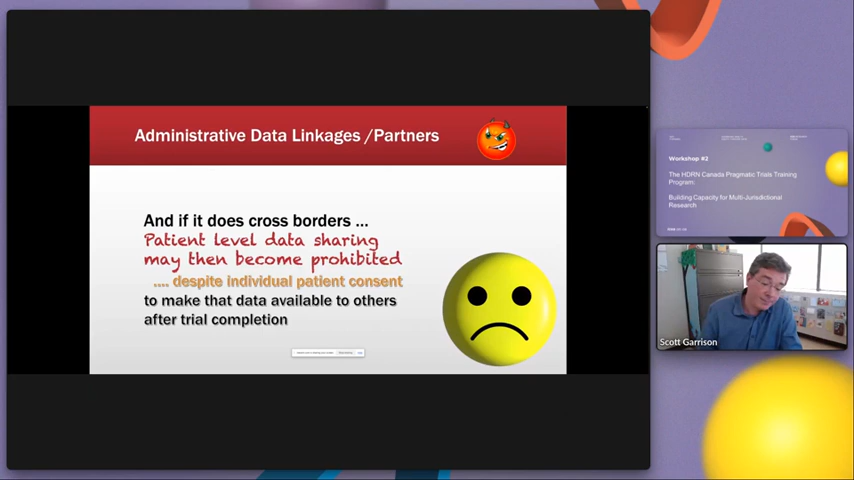 Administrative Data Linkages /Partners
And if it does cross borders ...
Patient level data sharing
may then become prohibited
.... despite individual patient consent
to make that data available to others
after trial completion
Workshop #2
The HDRN Canada Pragmatic Trials Training
Program:
Building Capacity for Multi-Jurisdictional
Research
Scott Garrison